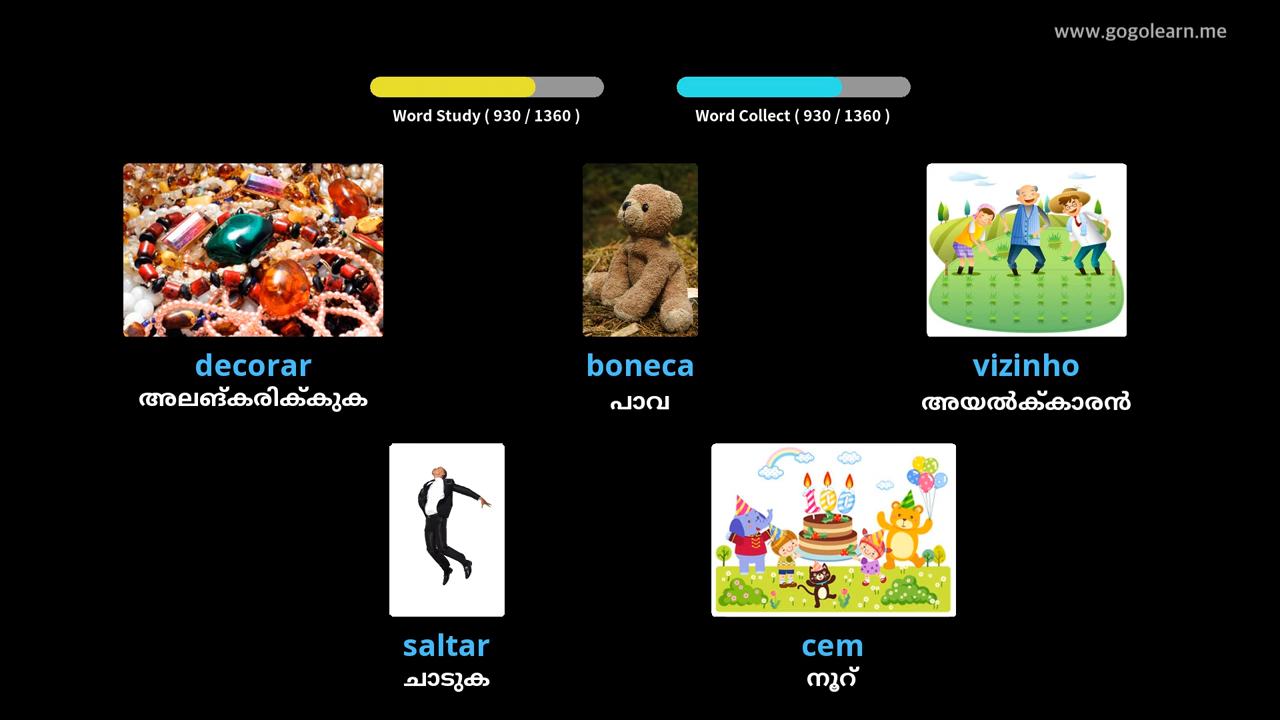 www.gogolearn.me
Word Study ( 930 / 1360 )
Word Collect ( 930 / 1360 )
decorar
അലങ്കരിക്കുക
boneca
പാവ
vizinho
അയൽക്കാരൻ
100
saltar
ചാടുക
cem
നൂറ്